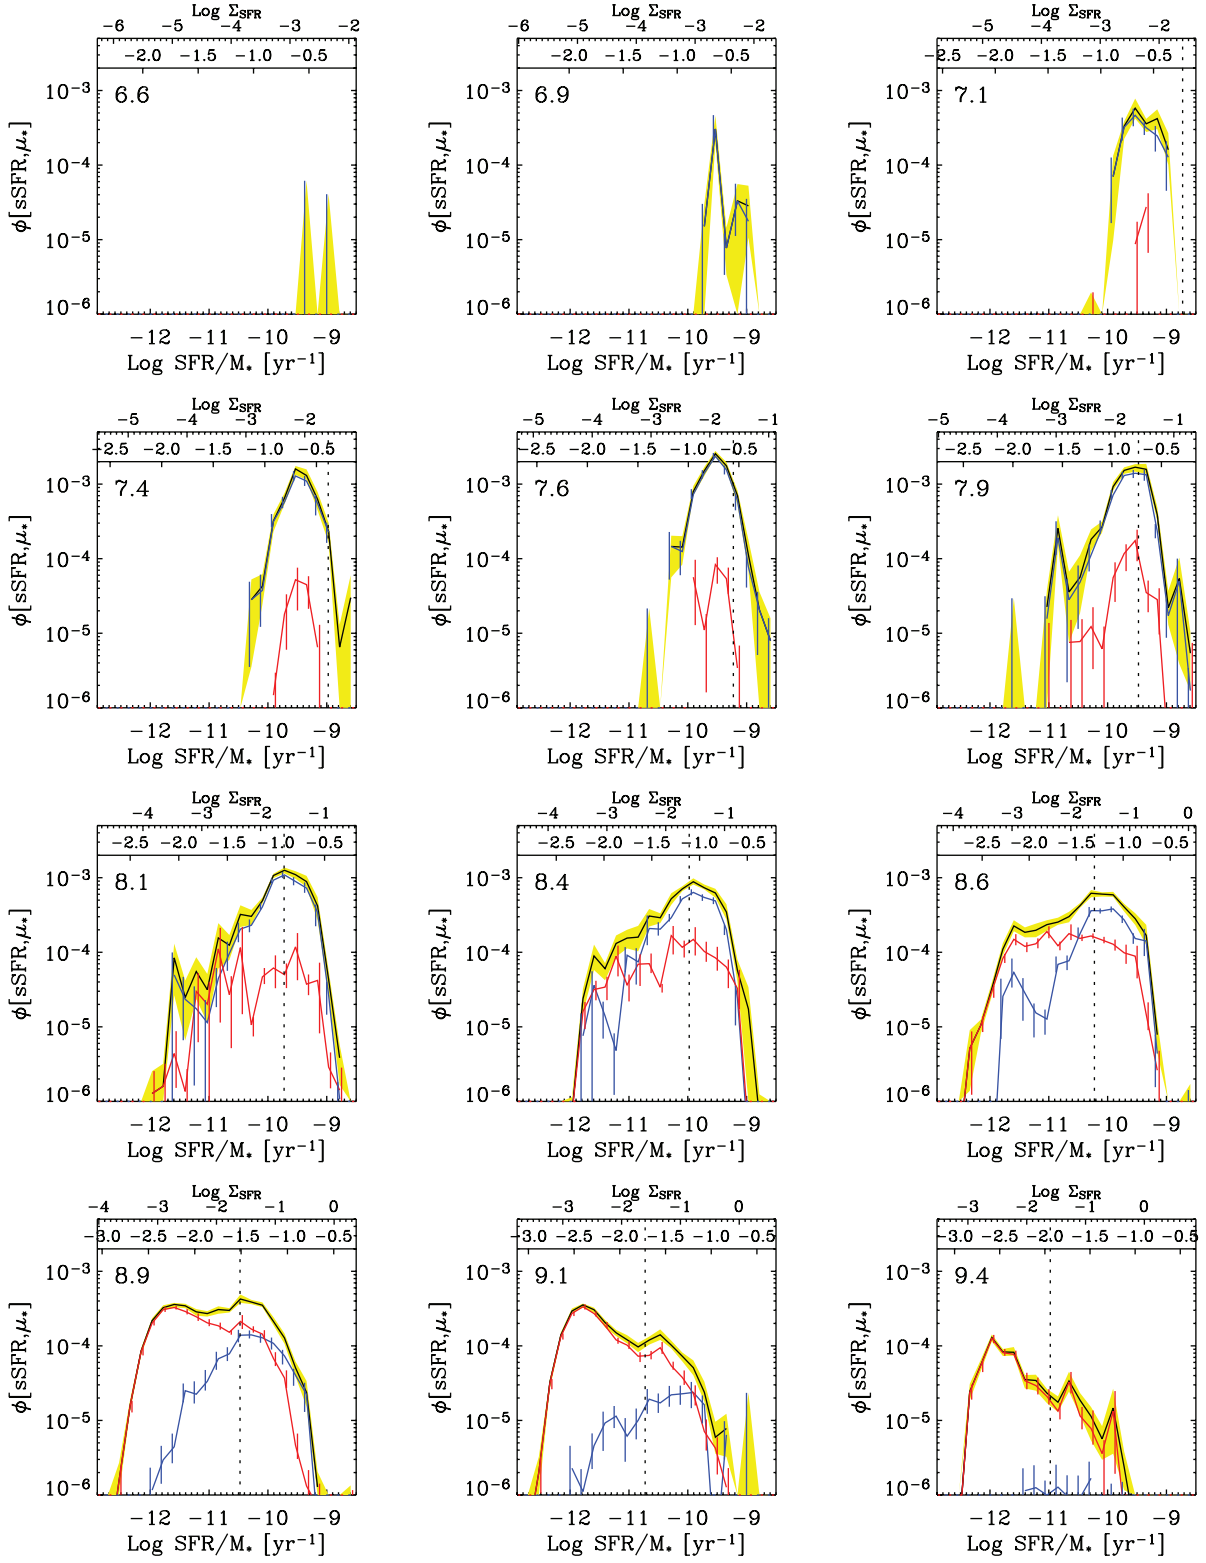 Log Σ_SFR Log Σ_SFR Log Σ_SFR
−6 −5 −4 −3 −2 −6 −5 −4 −3 −2 −5 −4 −3 −2
−2.0 −1.5 −1.0 −0.5 −2.0 −1.5 −1.0 −0.5 −2.5 −2.0 −1.5 −1.0 −0.5
6.6 6.9 7.1
10⁻³ 10⁻³ 10⁻³
10⁻⁴ 10⁻⁴ 10⁻⁴
10⁻⁵ 10⁻⁵ 10⁻⁵
10⁻⁶ 10⁻⁶ 10⁻⁶
ϕ[sSFR,μ*] ϕ[sSFR,μ*] ϕ[sSFR,μ*]
−12 −11 −10 −9 −12 −11 −10 −9 −12 −11 −10 −9
Log SFR/M* [yr⁻¹] Log SFR/M* [yr⁻¹] Log SFR/M* [yr⁻¹]
Log Σ_SFR Log Σ_SFR Log Σ_SFR
−5 −4 −3 −2 −5 −4 −3 −2 −1 −5 −4 −3 −2 −1
−2.5 −2.0 −1.5 −1.0 −0.5 −2.5 −2.0 −1.5 −1.0 −0.5 −2.5 −2.0 −1.5 −1.0 −0.5
7.4 7.6 7.9
10⁻³ 10⁻³ 10⁻³
10⁻⁴ 10⁻⁴ 10⁻⁴
10⁻⁵ 10⁻⁵ 10⁻⁵
10⁻⁶ 10⁻⁶ 10⁻⁶
ϕ[sSFR,μ*] ϕ[sSFR,μ*] ϕ[sSFR,μ*]
−12 −11 −10 −9 −12 −11 −10 −9 −12 −11 −10 −9
Log SFR/M* [yr⁻¹] Log SFR/M* [yr⁻¹] Log SFR/M* [yr⁻¹]
Log Σ_SFR Log Σ_SFR Log Σ_SFR
−4 −3 −2 −1 −4 −3 −2 −1 −4 −3 −2 −1 0
−2.5 −2.0 −1.5 −1.0 −0.5 −2.5 −2.0 −1.5 −1.0 −0.5 −2.5 −2.0 −1.5 −1.0 −0.5
8.1 8.4 8.6
10⁻³ 10⁻³ 10⁻³
10⁻⁴ 10⁻⁴ 10⁻⁴
10⁻⁵ 10⁻⁵ 10⁻⁵
10⁻⁶ 10⁻⁶ 10⁻⁶
ϕ[sSFR,μ*] ϕ[sSFR,μ*] ϕ[sSFR,μ*]
−12 −11 −10 −9 −12 −11 −10 −9 −12 −11 −10 −9
Log SFR/M* [yr⁻¹] Log SFR/M* [yr⁻¹] Log SFR/M* [yr⁻¹]
Log Σ_SFR Log Σ_SFR Log Σ_SFR
−4 −3 −2 −1 0 −3 −2 −1 0 −3 −2 −1 0
−3.0 −2.5 −2.0 −1.5 −1.0 −0.5 −3.0 −2.5 −2.0 −1.5 −1.0 −0.5 −3.0 −2.5 −2.0 −1.5 −1.0 −0.5
8.9 9.1 9.4
10⁻³ 10⁻³ 10⁻³
10⁻⁴ 10⁻⁴ 10⁻⁴
10⁻⁵ 10⁻⁵ 10⁻⁵
10⁻⁶ 10⁻⁶ 10⁻⁶
ϕ[sSFR,μ*] ϕ[sSFR,μ*] ϕ[sSFR,μ*]
−12 −11 −10 −9 −12 −11 −10 −9 −12 −11 −10 −9
Log SFR/M* [yr⁻¹] Log SFR/M* [yr⁻¹] Log SFR/M* [yr⁻¹]